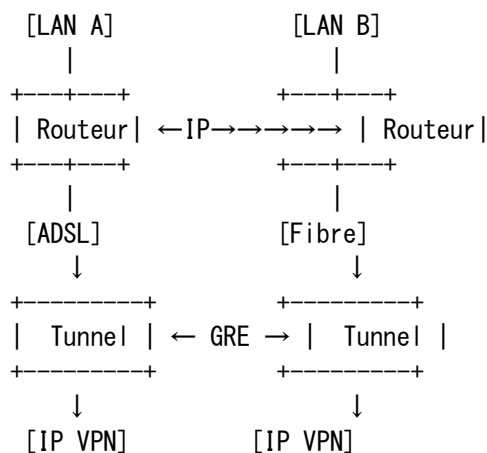 [LAN A] [LAN B]
|  |
+---+---+ +---+---+
| Routeur| ←IP→→→→→ | Routeur|
+---+---+ +---+---+
|  |
[ADSL] [Fibre]
↓ ↓
+---------+ +---------+
| Tunnel | ← GRE → | Tunnel |
+---------+ +---------+
↓ ↓
[IP VPN] [IP VPN]